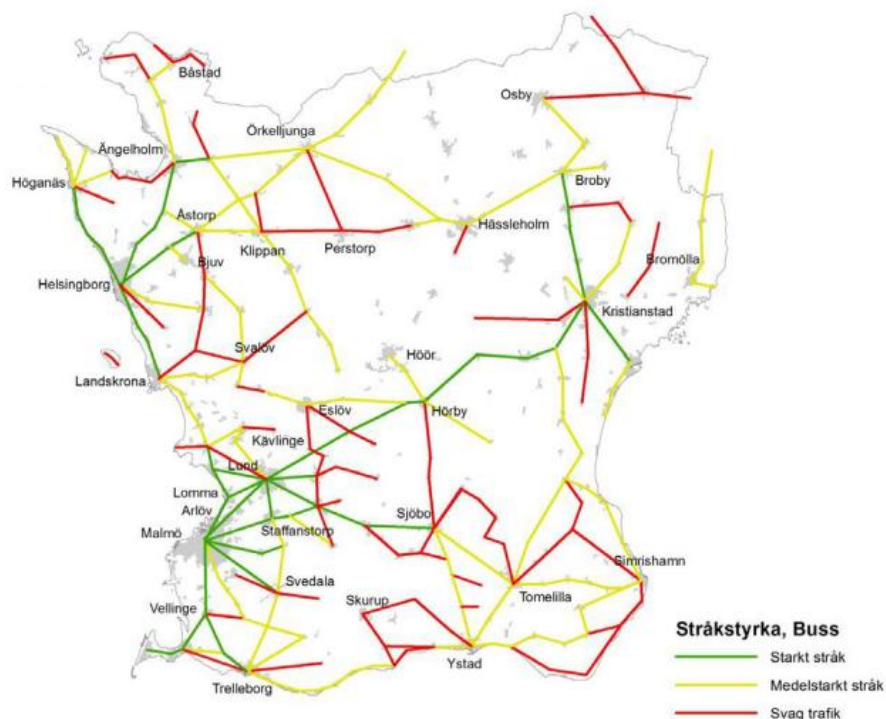 Båstad
Osby
Örkelljunga
Ängelholm
Höganäs
Broby
Åstorp
Hässleholm
Klippan
Perstorp
Bjuv
Bromölla
Helsingborg
Kristianstad
Svalöv
Höör
Landskrona
Eslöv
Hörby
Kävlinge
Lund
Lomma
Arlöv
Sjöbo
Malmö
Staffanstorp
Simrishamn
Svedala
Tomelilla
Vellinge
Skurup
Ystad
Trelleborg
Stråkstyrka, Buss
Starkt stråk
Medelstarkt stråk
Svag trafik